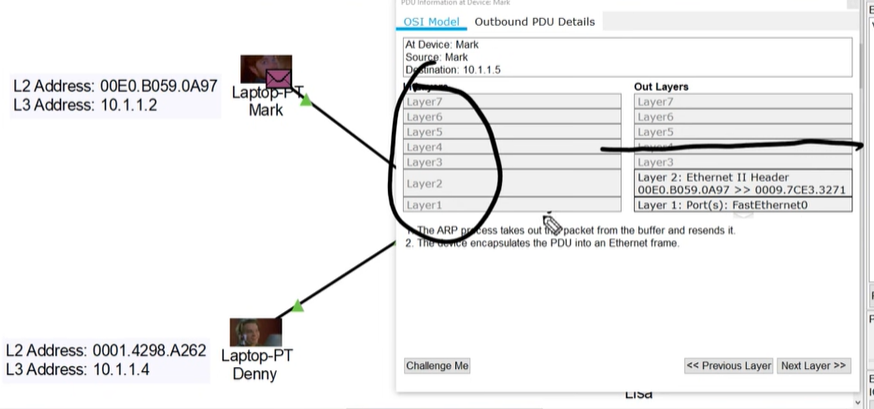 PDU Information at Device: Mark
OSI Model Outbound PDU Details
At Device: Mark
Source: Mark
Destination: 10.1.1.5
L2 Address: 00E0.B059.0A97
L3 Address: 10.1.1.2
Laptop-PT
Mark
Out Layers
Layer7 Layer7
Layer6 Layer6
Layer5 Layer5
Layer4
Layer3 Layer3
Layer2 Layer 2: Ethernet II Header
00E0.B059.0A97 >> 0009.7CE3.3271
Layer1 Layer 1: Port(s): FastEthernet0
1. The ARP process takes out the packet from the buffer and resends it.
2. The device encapsulates the PDU into an Ethernet frame.
L2 Address: 0001.4298.A262
L3 Address: 10.1.1.4
Laptop-PT
Denny
Challenge Me << Previous Layer Next Layer >>
Lisa